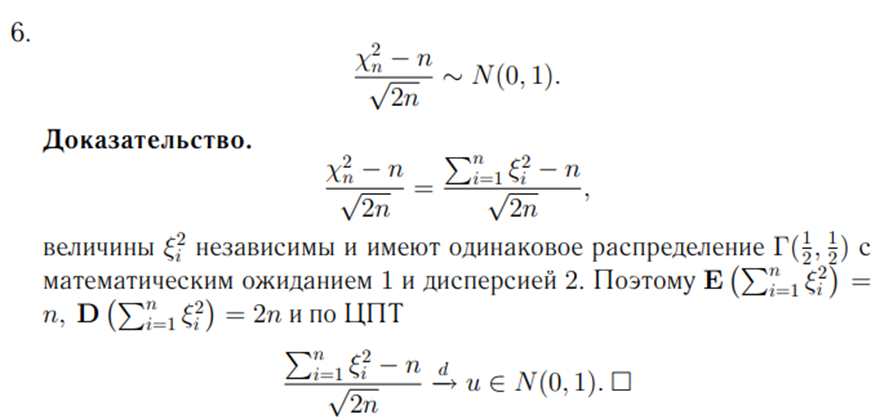 6.
$$\frac{\chi_n^2 - n}{\sqrt{2n}} \sim N(0, 1).$$
Доказательство.
$$\frac{\chi_n^2 - n}{\sqrt{2n}} = \frac{\sum_{i=1}^n \xi_i^2 - n}{\sqrt{2n}},$$
величины $\xi_i^2$ независимы и имеют одинаковое распределение $\Gamma(\frac{1}{2}, \frac{1}{2})$ с
математическим ожиданием 1 и дисперсией 2. Поэтому $\mathbf{E}\left(\sum_{i=1}^n \xi_i^2\right) =$
$n$, $\mathbf{D}\left(\sum_{i=1}^n \xi_i^2\right) = 2n$ и по ЦПТ
$$\frac{\sum_{i=1}^n \xi_i^2 - n}{\sqrt{2n}} \xrightarrow{d} u \in N(0, 1). \square$$